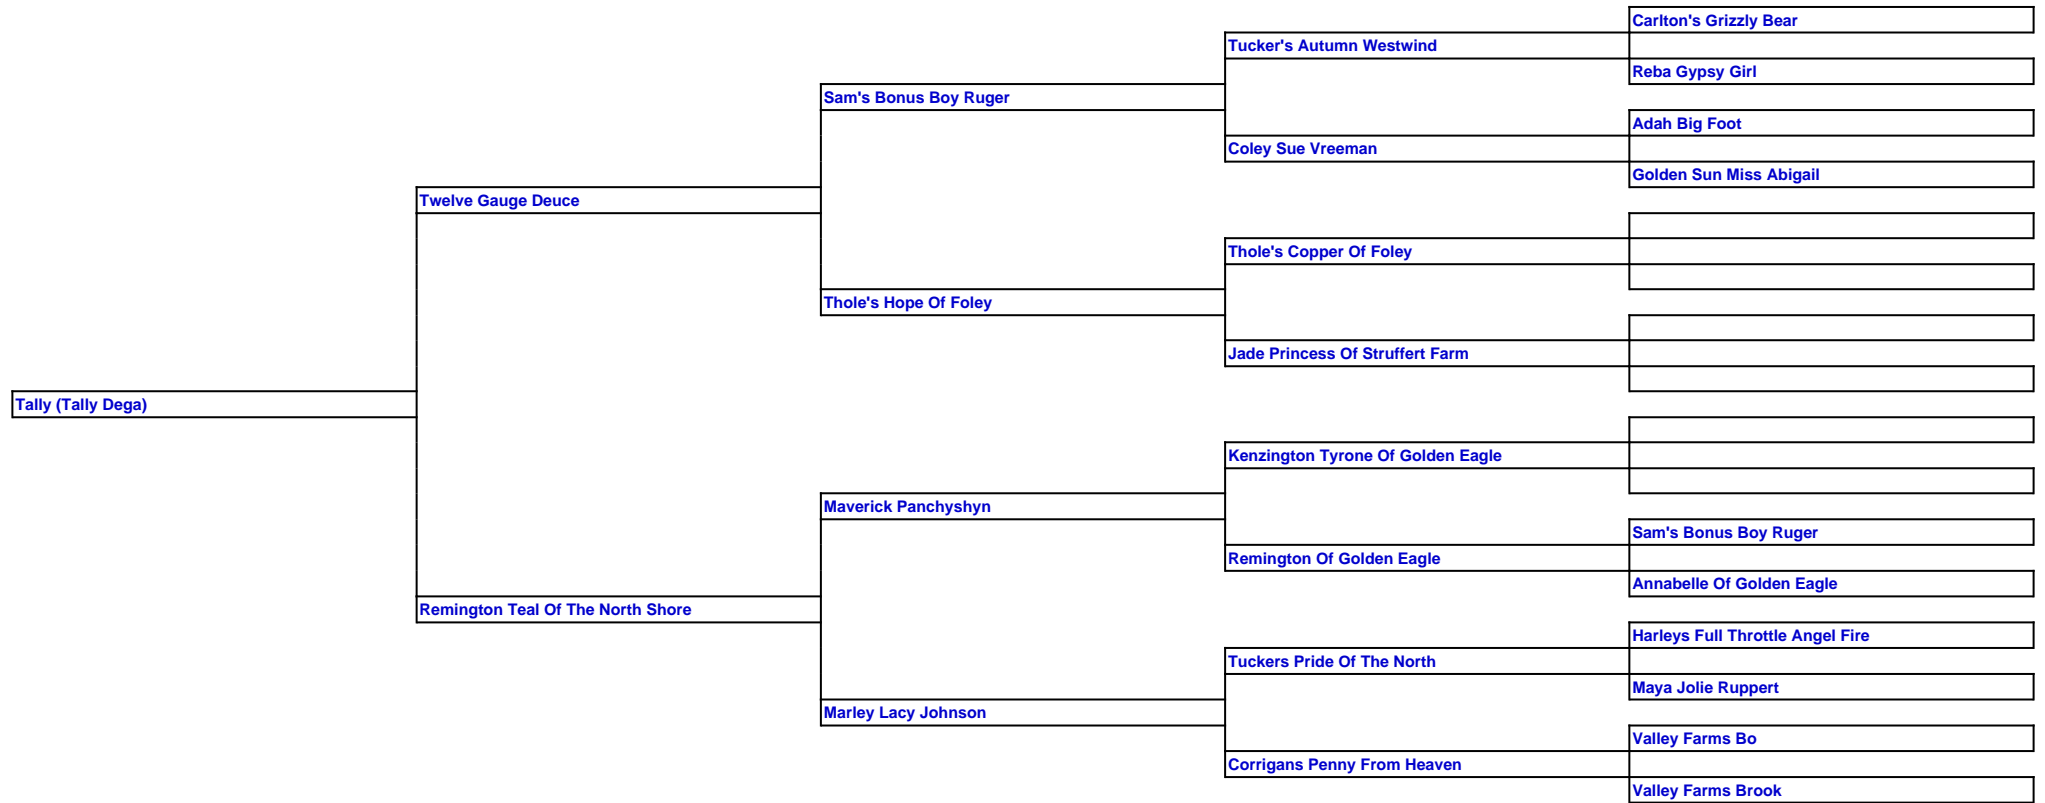 Carlton's Grizzly Bear
Tucker's Autumn Westwind
Reba Gypsy Girl
Sam's Bonus Boy Ruger
Adah Big Foot
Coley Sue Vreeman
Golden Sun Miss Abigail
Twelve Gauge Deuce
Thole's Copper Of Foley
Thole's Hope Of Foley
Jade Princess Of Struffert Farm
Tally (Tally Dega)
Kenzington Tyrone Of Golden Eagle
Maverick Panchyshyn
Sam's Bonus Boy Ruger
Remington Of Golden Eagle
Annabelle Of Golden Eagle
Remington Teal Of The North Shore
Harleys Full Throttle Angel Fire
Tuckers Pride Of The North
Maya Jolie Ruppert
Marley Lacy Johnson
Valley Farms Bo
Corrigans Penny From Heaven
Valley Farms Brook